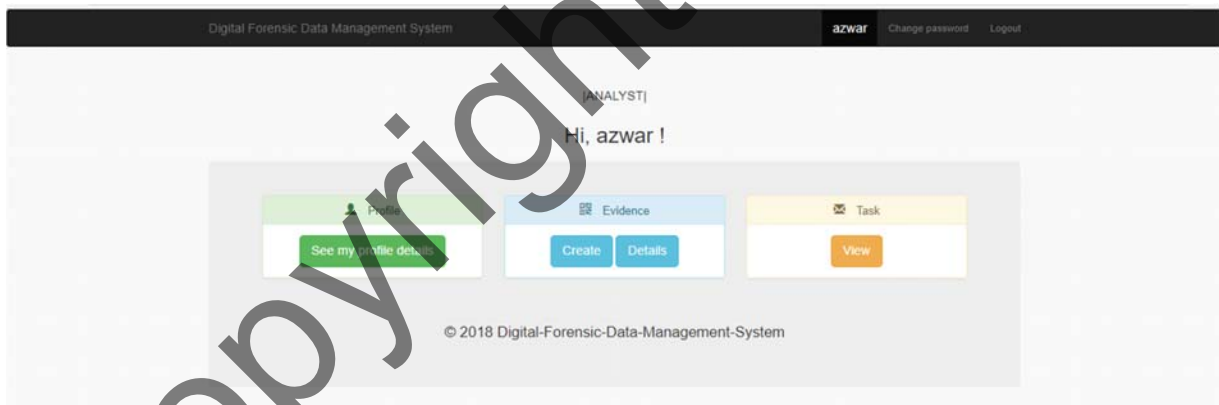 Digital Forensic Data Management System azwar Change password Logout
|ANALYST|
Hi, azwar !
Profile Evidence Task
See my profile details Create Details View
© 2018 Digital-Forensic-Data-Management-System
opyright